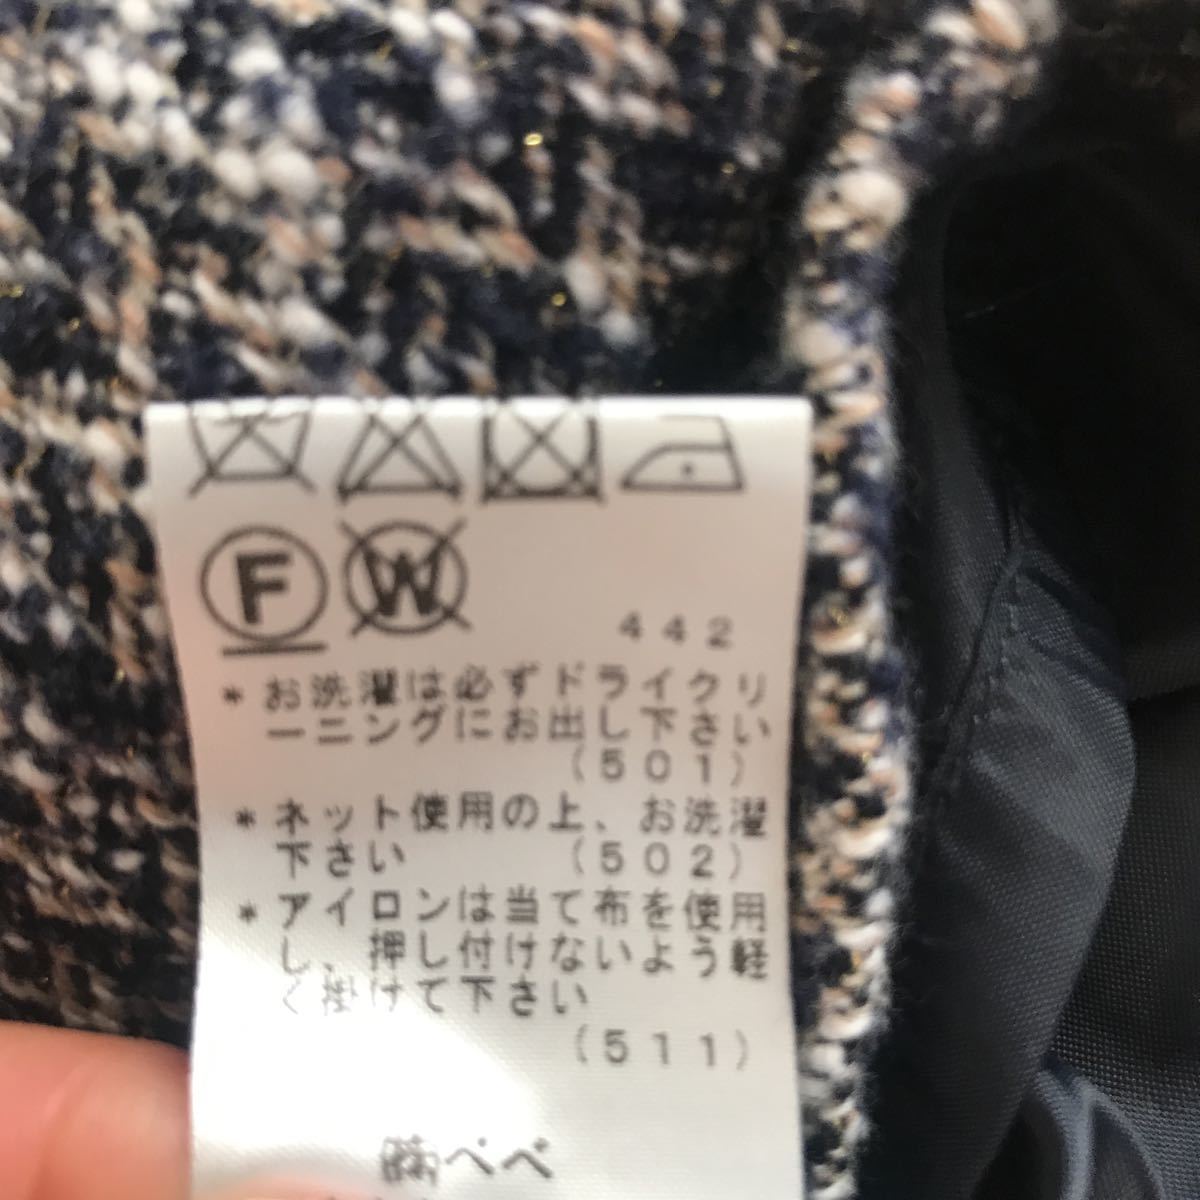 F W
442
* お洗濯は必ずドライクリ
ーニングにお出し下さい
(501)
* ネット使用の上、お洗濯
下さい (502)
* アイロンは当て布を使用
し、押し付けないよう軽
く掛けて下さい
(511)
㈱ぺぺ